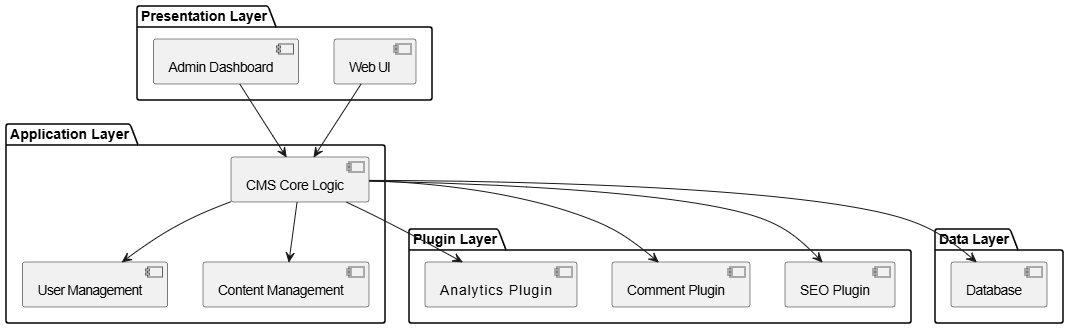 Presentation Layer
Admin Dashboard
Web UI
Application Layer
CMS Core Logic
User Management
Content Management
Plugin Layer
Analytics Plugin
Comment Plugin
SEO Plugin
Data Layer
Database